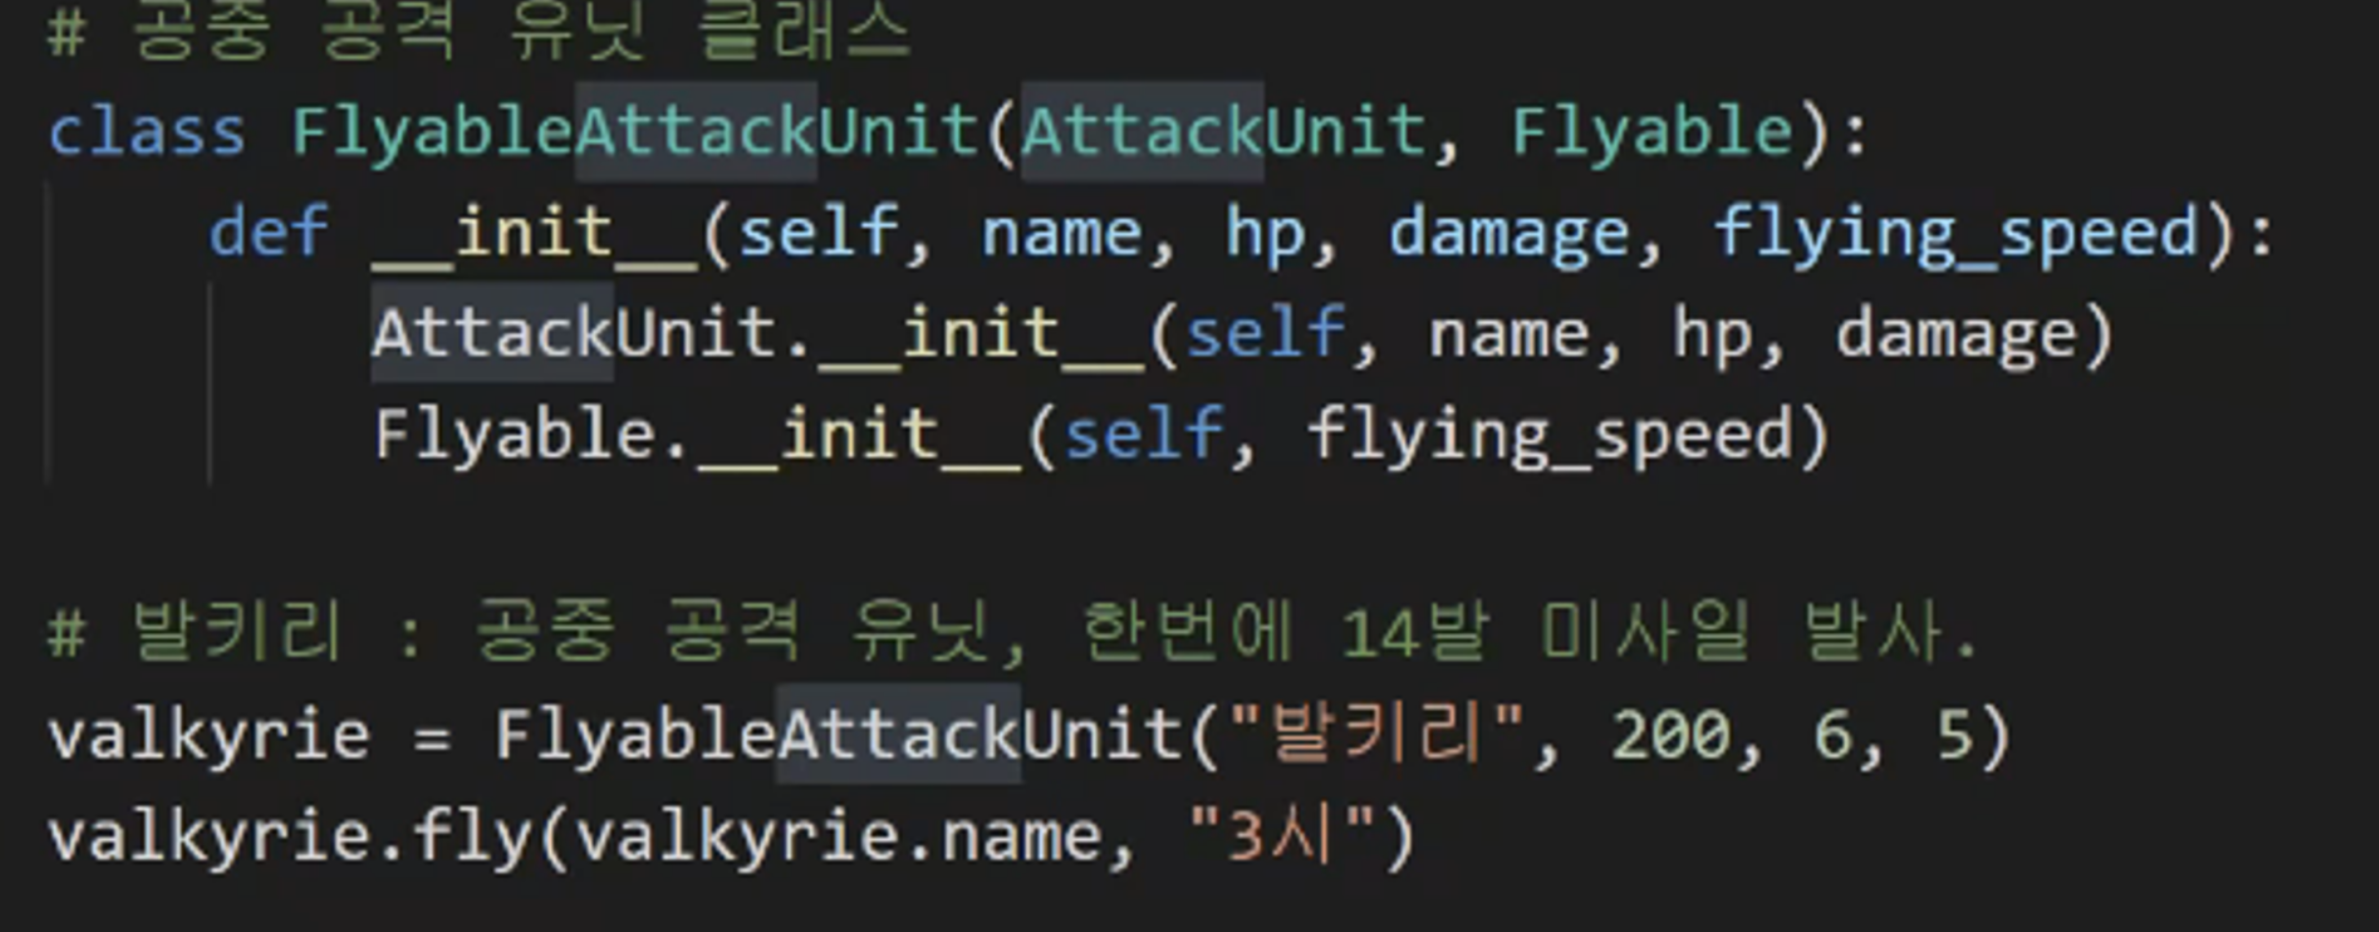 # 공중 공격 유닛 클래스
class FlyableAttackUnit(AttackUnit, Flyable):
    def __init__(self, name, hp, damage, flying_speed):
        AttackUnit.__init__(self, name, hp, damage)
        Flyable.__init__(self, flying_speed)

# 발키리 : 공중 공격 유닛, 한번에 14발 미사일 발사.
valkyrie = FlyableAttackUnit("발키리", 200, 6, 5)
valkyrie.fly(valkyrie.name, "3시")